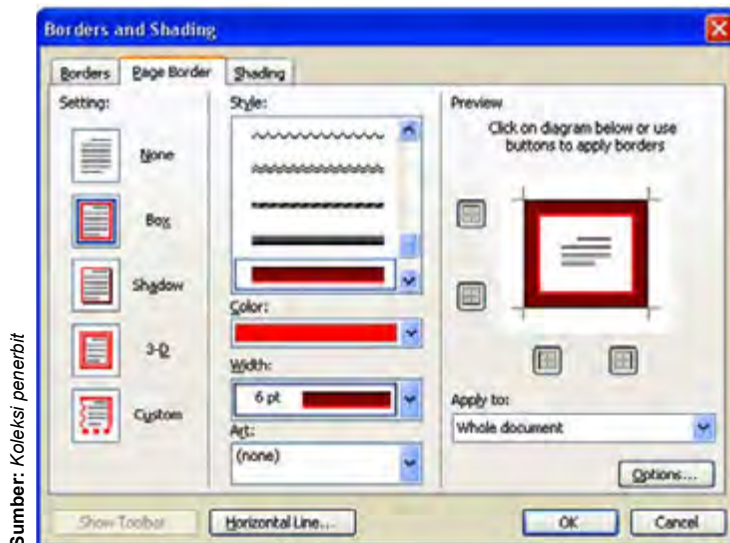 Borders and Shading
Borders Page Border Shading
Setting:
None
Box
Shadow
3-D
Custom
Style:
Color:
Width:
6 pt
Art:
(none)
Preview
Click on diagram below or use
buttons to apply borders
Apply to:
Whole document
Options...
Show Toolbar
Horizontal Line...
OK
Cancel
Sumber: Koleksi penerbit